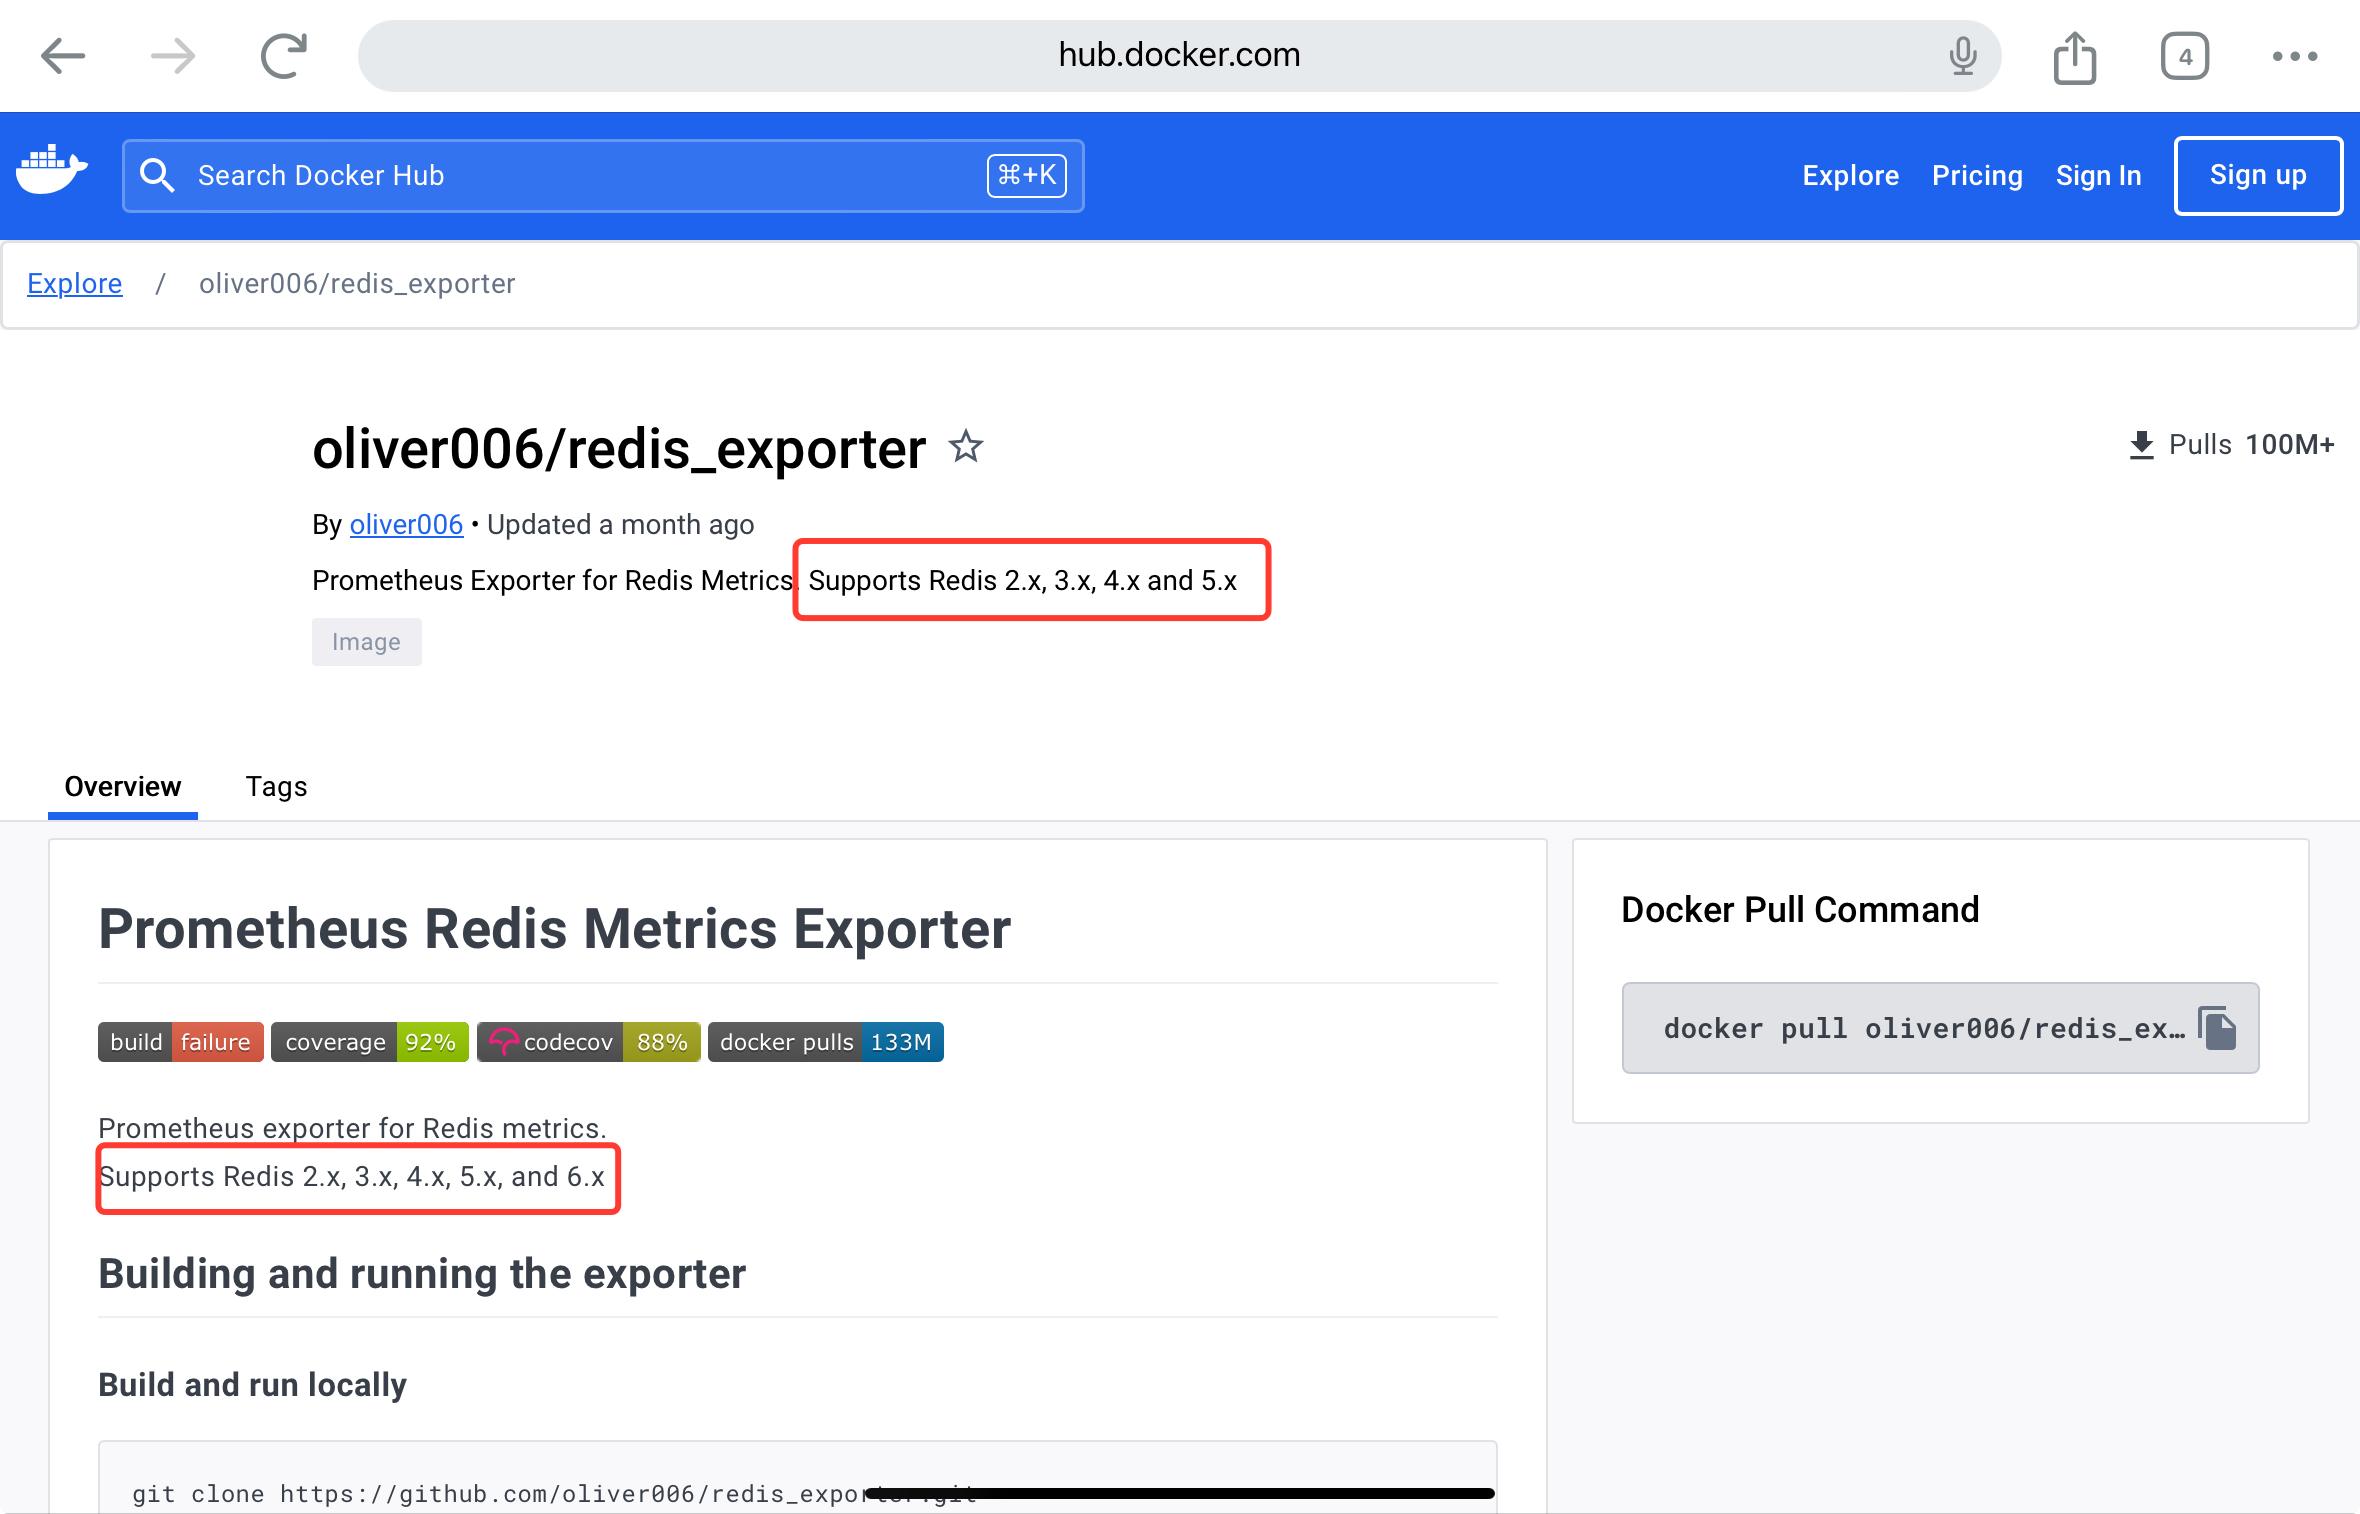 hub.docker.com
4
Search Docker Hub
⌘+K
Explore
Pricing
Sign In
Sign up
Explore / oliver006/redis_exporter
oliver006/redis_exporter
Pulls 100M+
By oliver006 • Updated a month ago
Prometheus Exporter for Redis Metrics. Supports Redis 2.x, 3.x, 4.x and 5.x
Image
Overview
Tags
Prometheus Redis Metrics Exporter
build failure
coverage 92%
codecov 88%
docker pulls 133M
Prometheus exporter for Redis metrics.
Supports Redis 2.x, 3.x, 4.x, 5.x, and 6.x
Building and running the exporter
Build and run locally
git clone https://github.com/oliver006/redis_exporter.git
Docker Pull Command
docker pull oliver006/redis_ex…